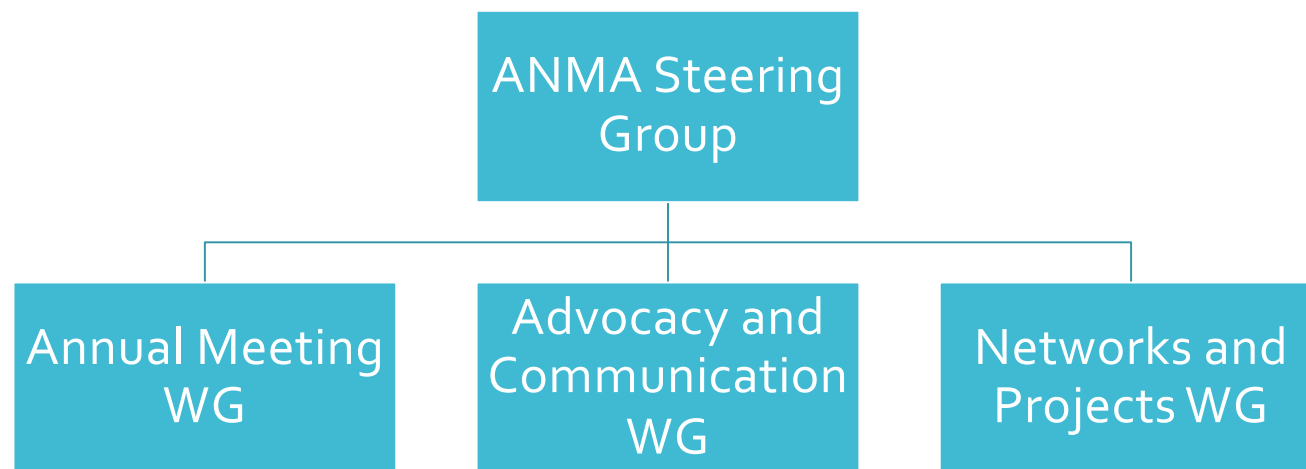 ANMA Steering
Group
Annual Meeting
WG
Advocacy and
Communication
WG
Networks and
Projects WG